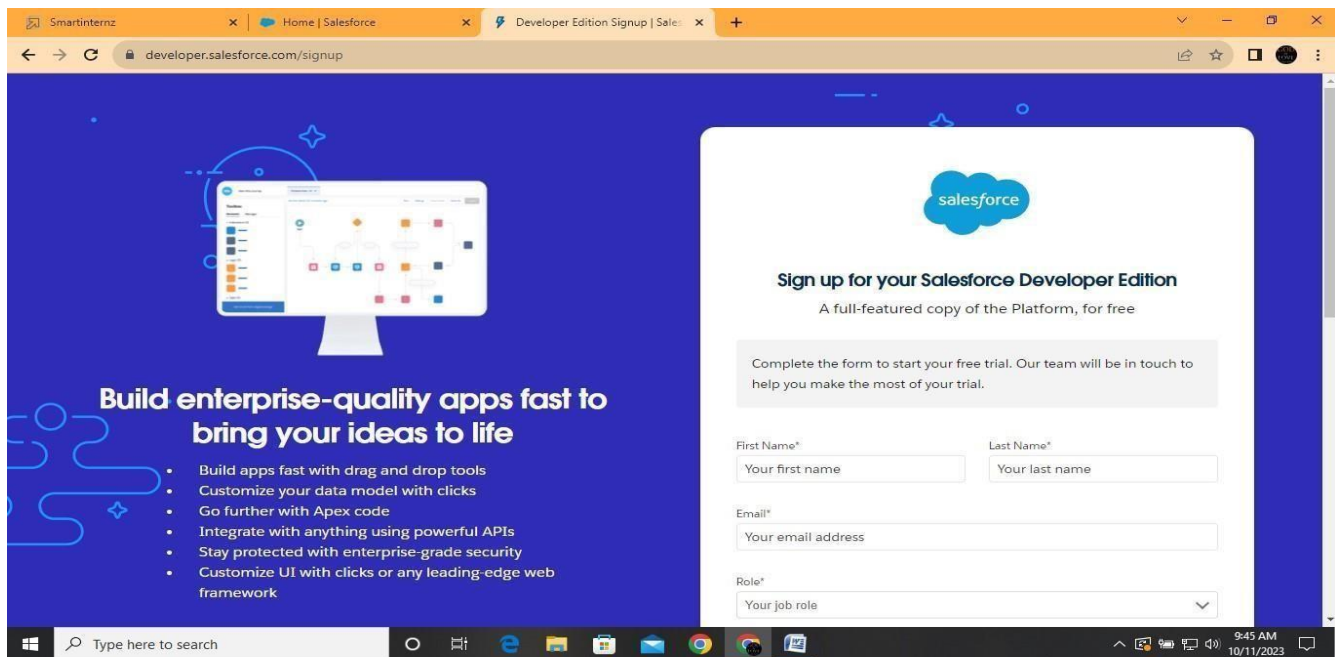 Smartinternz
Home | Salesforce
Developer Edition Signup | Sales
developer.salesforce.com/signup
Build enterprise-quality apps fast to
bring your ideas to life
Build apps fast with drag and drop tools
Customize your data model with clicks
Go further with Apex code
Integrate with anything using powerful APIs
Stay protected with enterprise-grade security
Customize UI with clicks or any leading-edge web
framework
salesforce
Sign up for your Salesforce Developer Edition
A full-featured copy of the Platform, for free
Complete the form to start your free trial. Our team will be in touch to
help you make the most of your trial.
First Name* Last Name*
Your first name Your last name
Email*
Your email address
Role*
Your job role
Type here to search
9:45 AM
10/11/2023